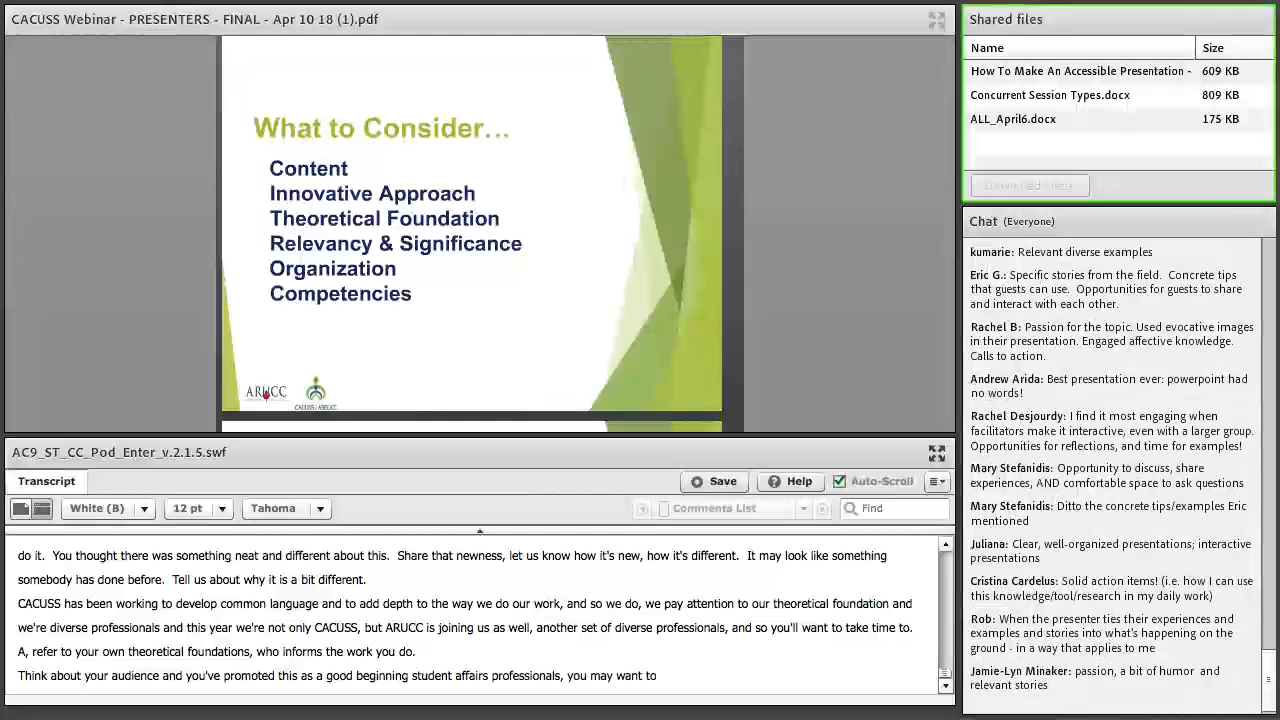 CACUSS Webinar - PRESENTERS - FINAL - Apr 10 18 (1).pdf
What to Consider…
Content
Innovative Approach
Theoretical Foundation
Relevancy & Significance
Organization
Competencies
ARUCC
CACUSS / ASEUCC
AC9_ST_CC_Pod_Enter_v.2.1.5.swf
Transcript
Save
Help
Auto-Scroll
White (B)
12 pt
Tahoma
Comments List
Find
do it.  You thought there was something neat and different about this.  Share that newness, let us know how it's new, how it's different.  It may look like something
somebody has done before.  Tell us about why it is a bit different.
CACUSS has been working to develop common language and to add depth to the way we do our work, and so we do, we pay attention to our theoretical foundation and
we're diverse professionals and this year we're not only CACUSS, but ARUCC is joining us as well, another set of diverse professionals, and so you'll want to take time to.
A, refer to your own theoretical foundations, who informs the work you do.
Think about your audience and you've promoted this as a good beginning student affairs professionals, you may want to
Shared files
Name Size
How To Make An Accessible Presentation - 609 KB
Concurrent Session Types.docx 809 KB
ALL_April6.docx 175 KB
Chat (Everyone)
kumarie: Relevant diverse examples
Eric G.: Specific stories from the field.  Concrete tips
that guests can use.  Opportunities for guests to share
and interact with each other.
Rachel B: Passion for the topic. Used evocative images
in their presentation. Engaged affective knowledge.
Calls to action.
Andrew Arida: Best presentation ever: powerpoint had
no words!
Rachel Desjourdy: I find it most engaging when
facilitators make it interactive, even with a larger group.
Opportunities for reflections, and time for examples!
Mary Stefanidis: Opportunity to discuss, share
experiences, AND comfortable space to ask questions
Mary Stefanidis: Ditto the concrete tips/examples Eric
mentioned
Juliana: Clear, well-organized presentations; interactive
presentations
Cristina Cardelus: Solid action items! (i.e. how I can use
this knowledge/tool/research in my daily work)
Rob: When the presenter ties their experiences and
examples and stories into what's happening on the
ground - in a way that applies to me
Jamie-Lyn Minaker: passion, a bit of humor  and
relevant stories